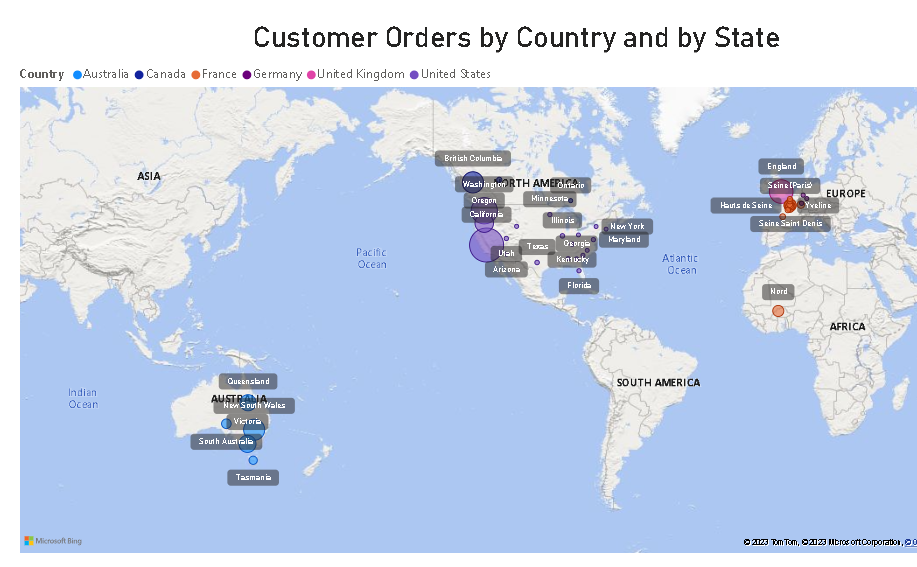 Customer Orders by Country and by State
Country Australia Canada France Germany United Kingdom United States
British Columbia
ASIA
England
Washington
NORTH AMERICA
Ontario
Seine (Paris)
EUROPE
Oregon
Minnesota
Hauts de Seine
Yveline
California
Illinois
New York
Seine Saint Denis
Georgia
Maryland
Texas
Utah
Kentucky
Pacific
Ocean
Arizona
Atlantic
Ocean
Florida
Nord
AFRICA
Queensland
SOUTH AMERICA
Indian
Ocean
AUSTRALIA
New South Wales
Victoria
South Australia
Tasmania
Microsoft Bing
© 2023 TomTom, © 2023 Microsoft Corporation, © O